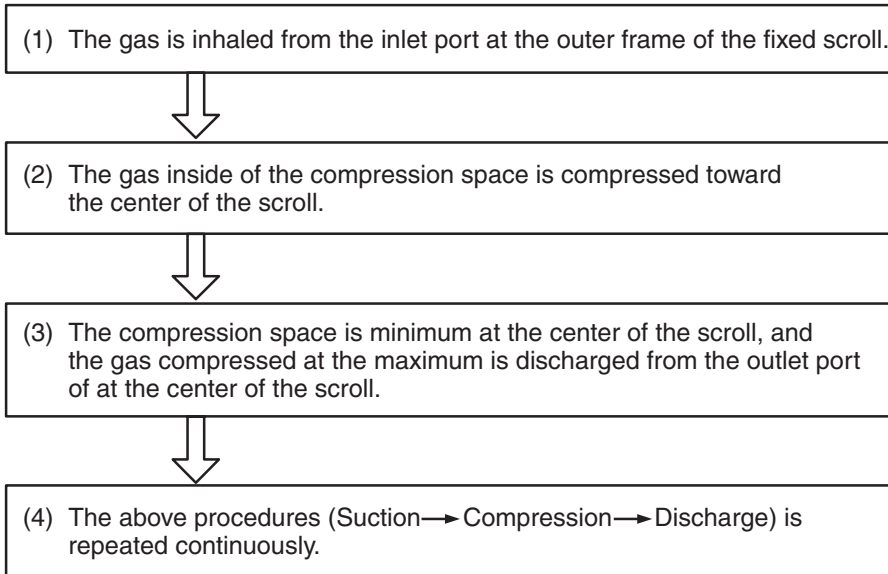 (1) The gas is inhaled from the inlet port at the outer frame of the fixed scroll.
(2) The gas inside of the compression space is compressed toward
the center of the scroll.
(3) The compression space is minimum at the center of the scroll, and
the gas compressed at the maximum is discharged from the outlet port
of at the center of the scroll.
(4) The above procedures (Suction→Compression→Discharge) is
repeated continuously.